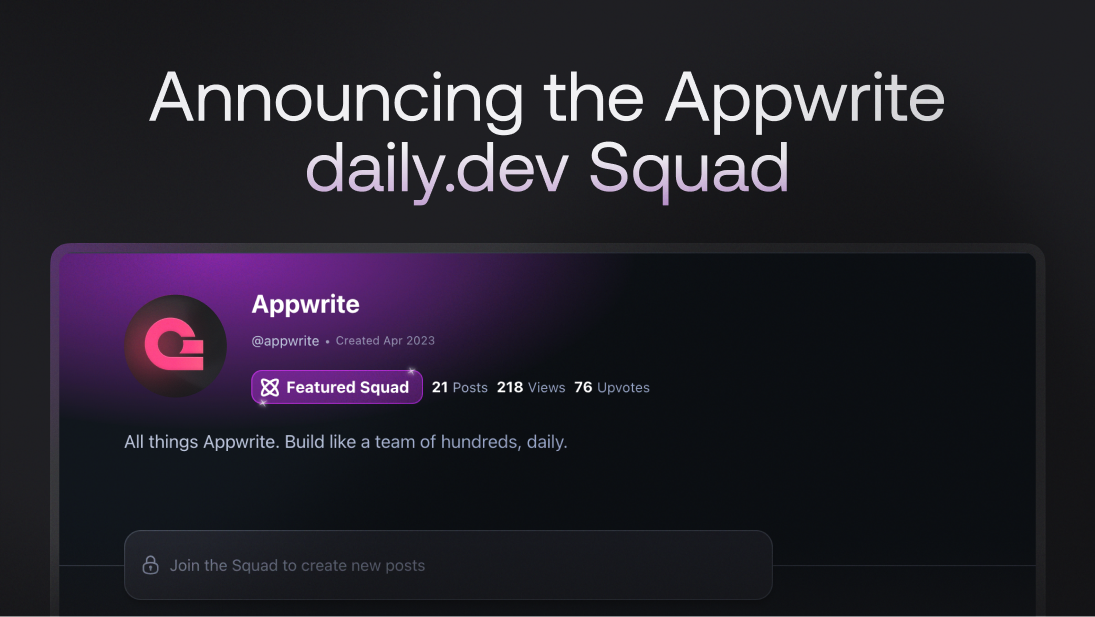 Announcing the Appwrite
daily.dev Squad
Appwrite
@appwrite • Created Apr 2023
Featured Squad 21 Posts 218 Views 76 Upvotes
All things Appwrite. Build like a team of hundreds, daily.
Join the Squad to create new posts